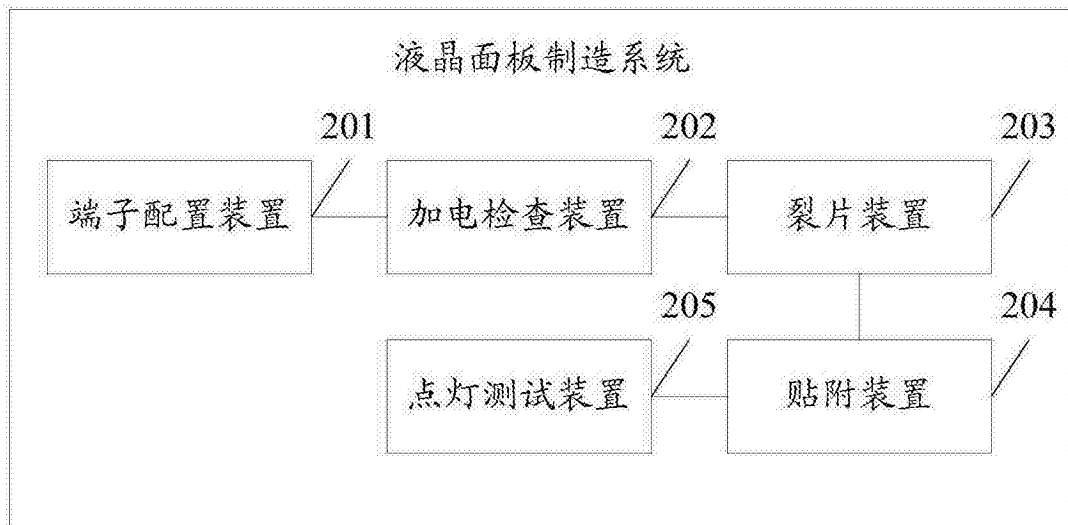 液晶面板制造系统
201
202
203
端子配置装置
加电检查装置
裂片装置
205
204
点灯测试装置
贴附装置